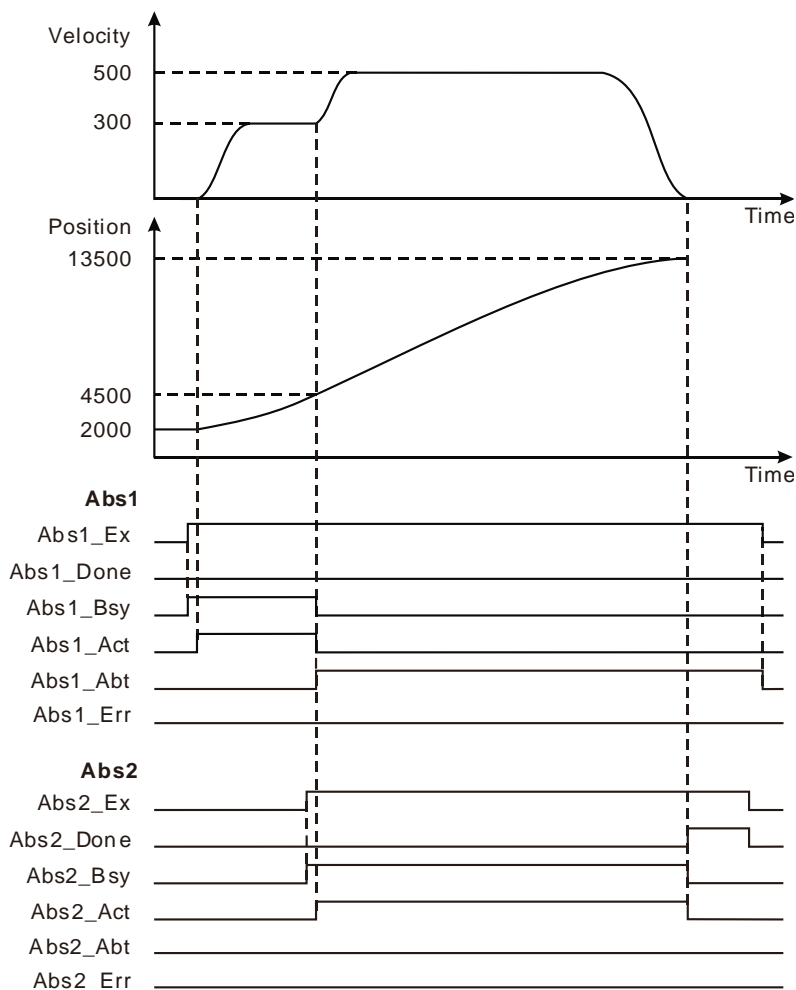 Velocity
500
300
Time
Position
13500
4500
2000
Time
Abs1
Abs1_Ex
Abs1_Done
Abs1_Bsy
Abs1_Act
Abs1_Abt
Abs1_Err
Abs2
Abs2_Ex
Abs2_Done
Abs2_Bsy
Abs2_Act
Abs2_Abt
Abs2_Err